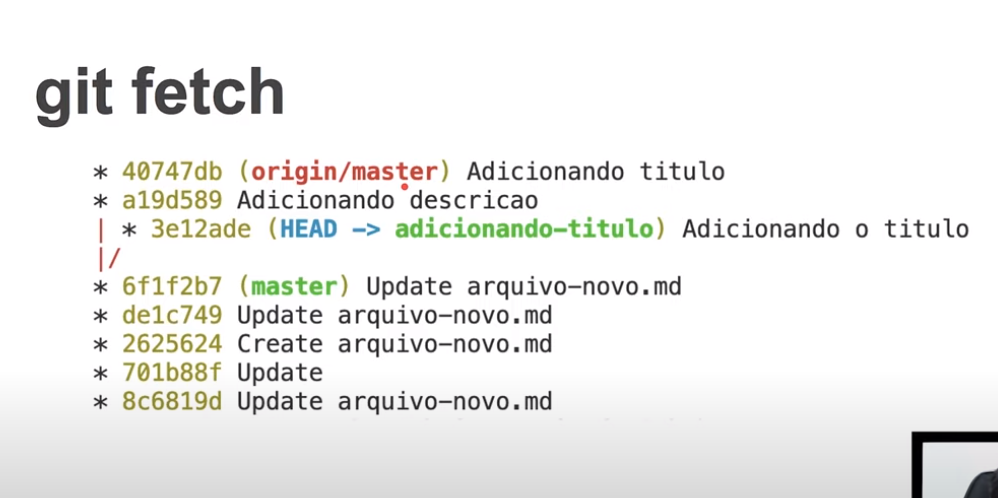 git fetch
* 40747db (origin/master) Adicionando titulo
* a19d589 Adicionando descricao
| * 3e12ade (HEAD -> adicionando-titulo) Adicionando o titulo
|/
* 6f1f2b7 (master) Update arquivo-novo.md
* de1c749 Update arquivo-novo.md
* 2625624 Create arquivo-novo.md
* 701b88f Update
* 8c6819d Update arquivo-novo.md